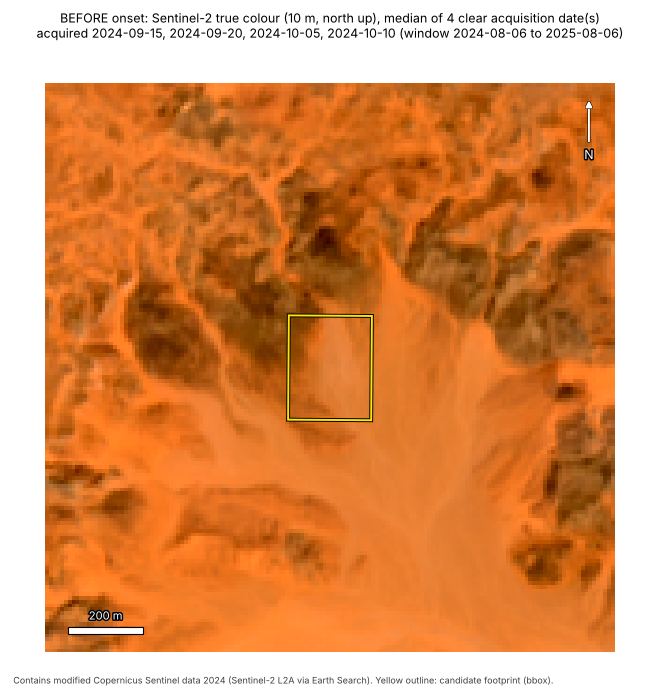 BEFORE onset: Sentinel-2 true colour (10 m, north up), median of 4 clear acquisition date(s)
acquired 2024-09-15, 2024-09-20, 2024-10-05, 2024-10-10 (window 2024-08-06 to 2025-08-06)
N
200 m
Contains modified Copernicus Sentinel data 2024 (Sentinel-2 L2A via Earth Search). Yellow outline: candidate footprint (bbox).